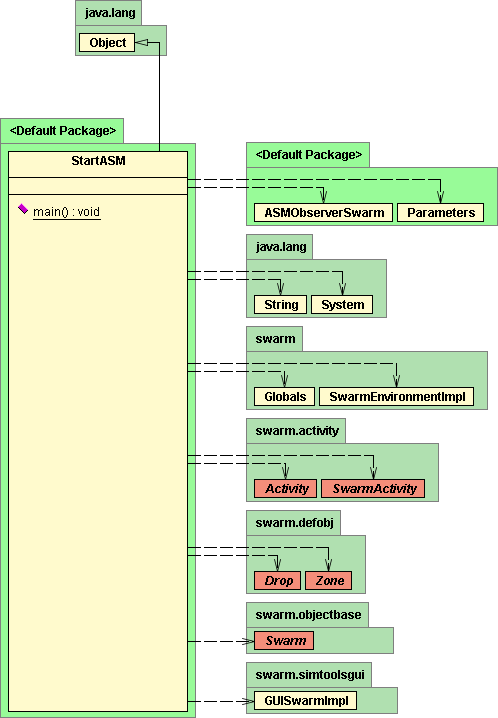 java.lang
Object
<Default Package>
StartASM
main() : void
<Default Package>
ASMObserverSwarm
Parameters
java.lang
String
System
swarm
Globals
SwarmEnvironmentImpl
swarm.activity
Activity
SwarmActivity
swarm.defobj
Drop
Zone
swarm.objectbase
Swarm
swarm.simtoolsgui
GUISwarmImpl